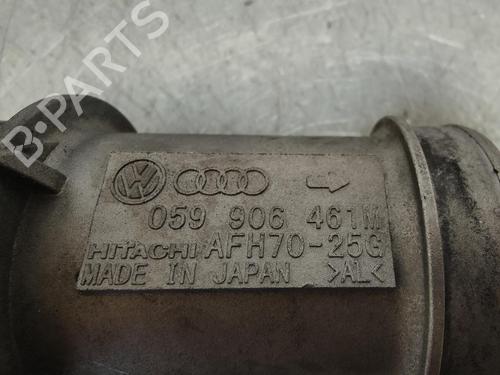 B-PARTS
059 906 461M
HITACHI AFH70-25G
MADE IN JAPAN >AL<